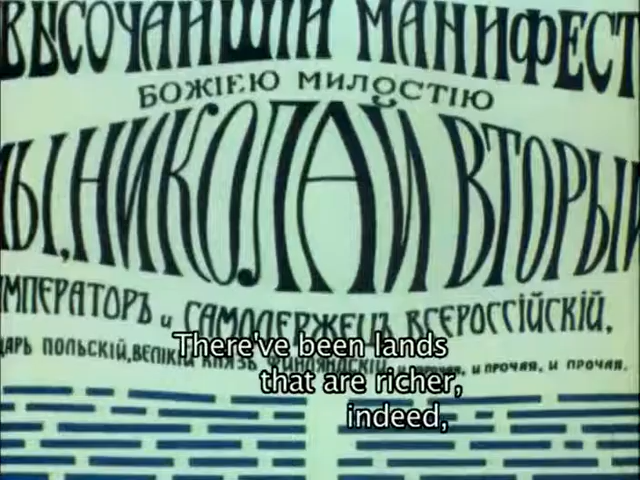 ВЫСОЧАЙШІЙ МАНИФЕСТ
БОЖІЕЮ МИЛОСТІЮ
МЫ, НИКОЛАЙ ВТОРЫЙ
ИМПЕРАТОРЪ и САМОДЕРЖЕЦЪ ВСЕРОССІЙСКІЙ,
ЦАРЬ ПОЛЬСКІЙ, ВЕЛИКІЙ КНЯЗЬ ФИНЛЯНДСКІЙ, и ПРОЧАЯ, и ПРОЧАЯ, и ПРОЧАЯ.
There've been lands
that are richer,
indeed,